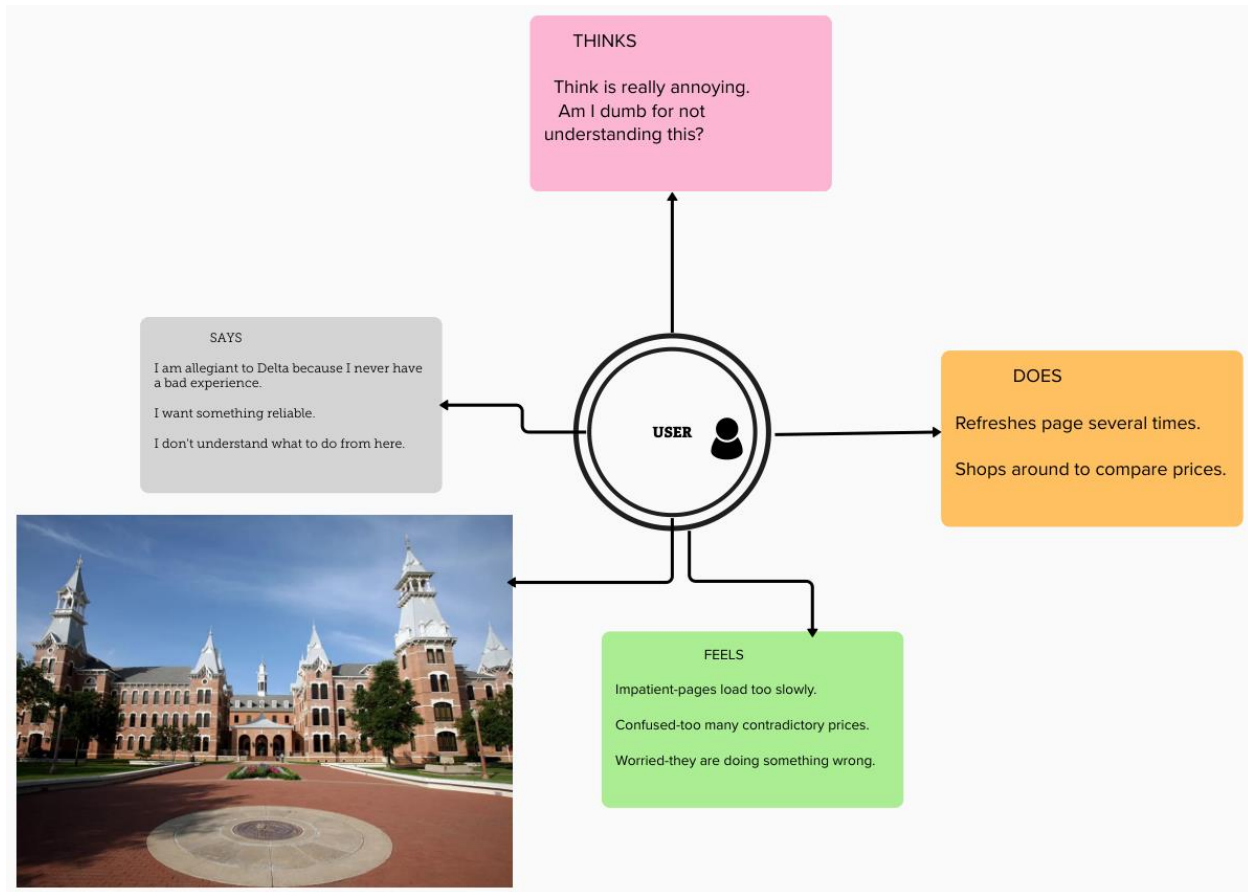 THINKS
Think is really annoying.
Am I dumb for not
understanding this?
SAYS
I am allegiant to Delta because I never have
a bad experience.
I want something reliable.
I don't understand what to do from here.
USER
DOES
Refreshes page several times.
Shops around to compare prices.
FEELS
Impatient-pages load too slowly.
Confused-too many contradictory prices.
Worried-they are doing something wrong.